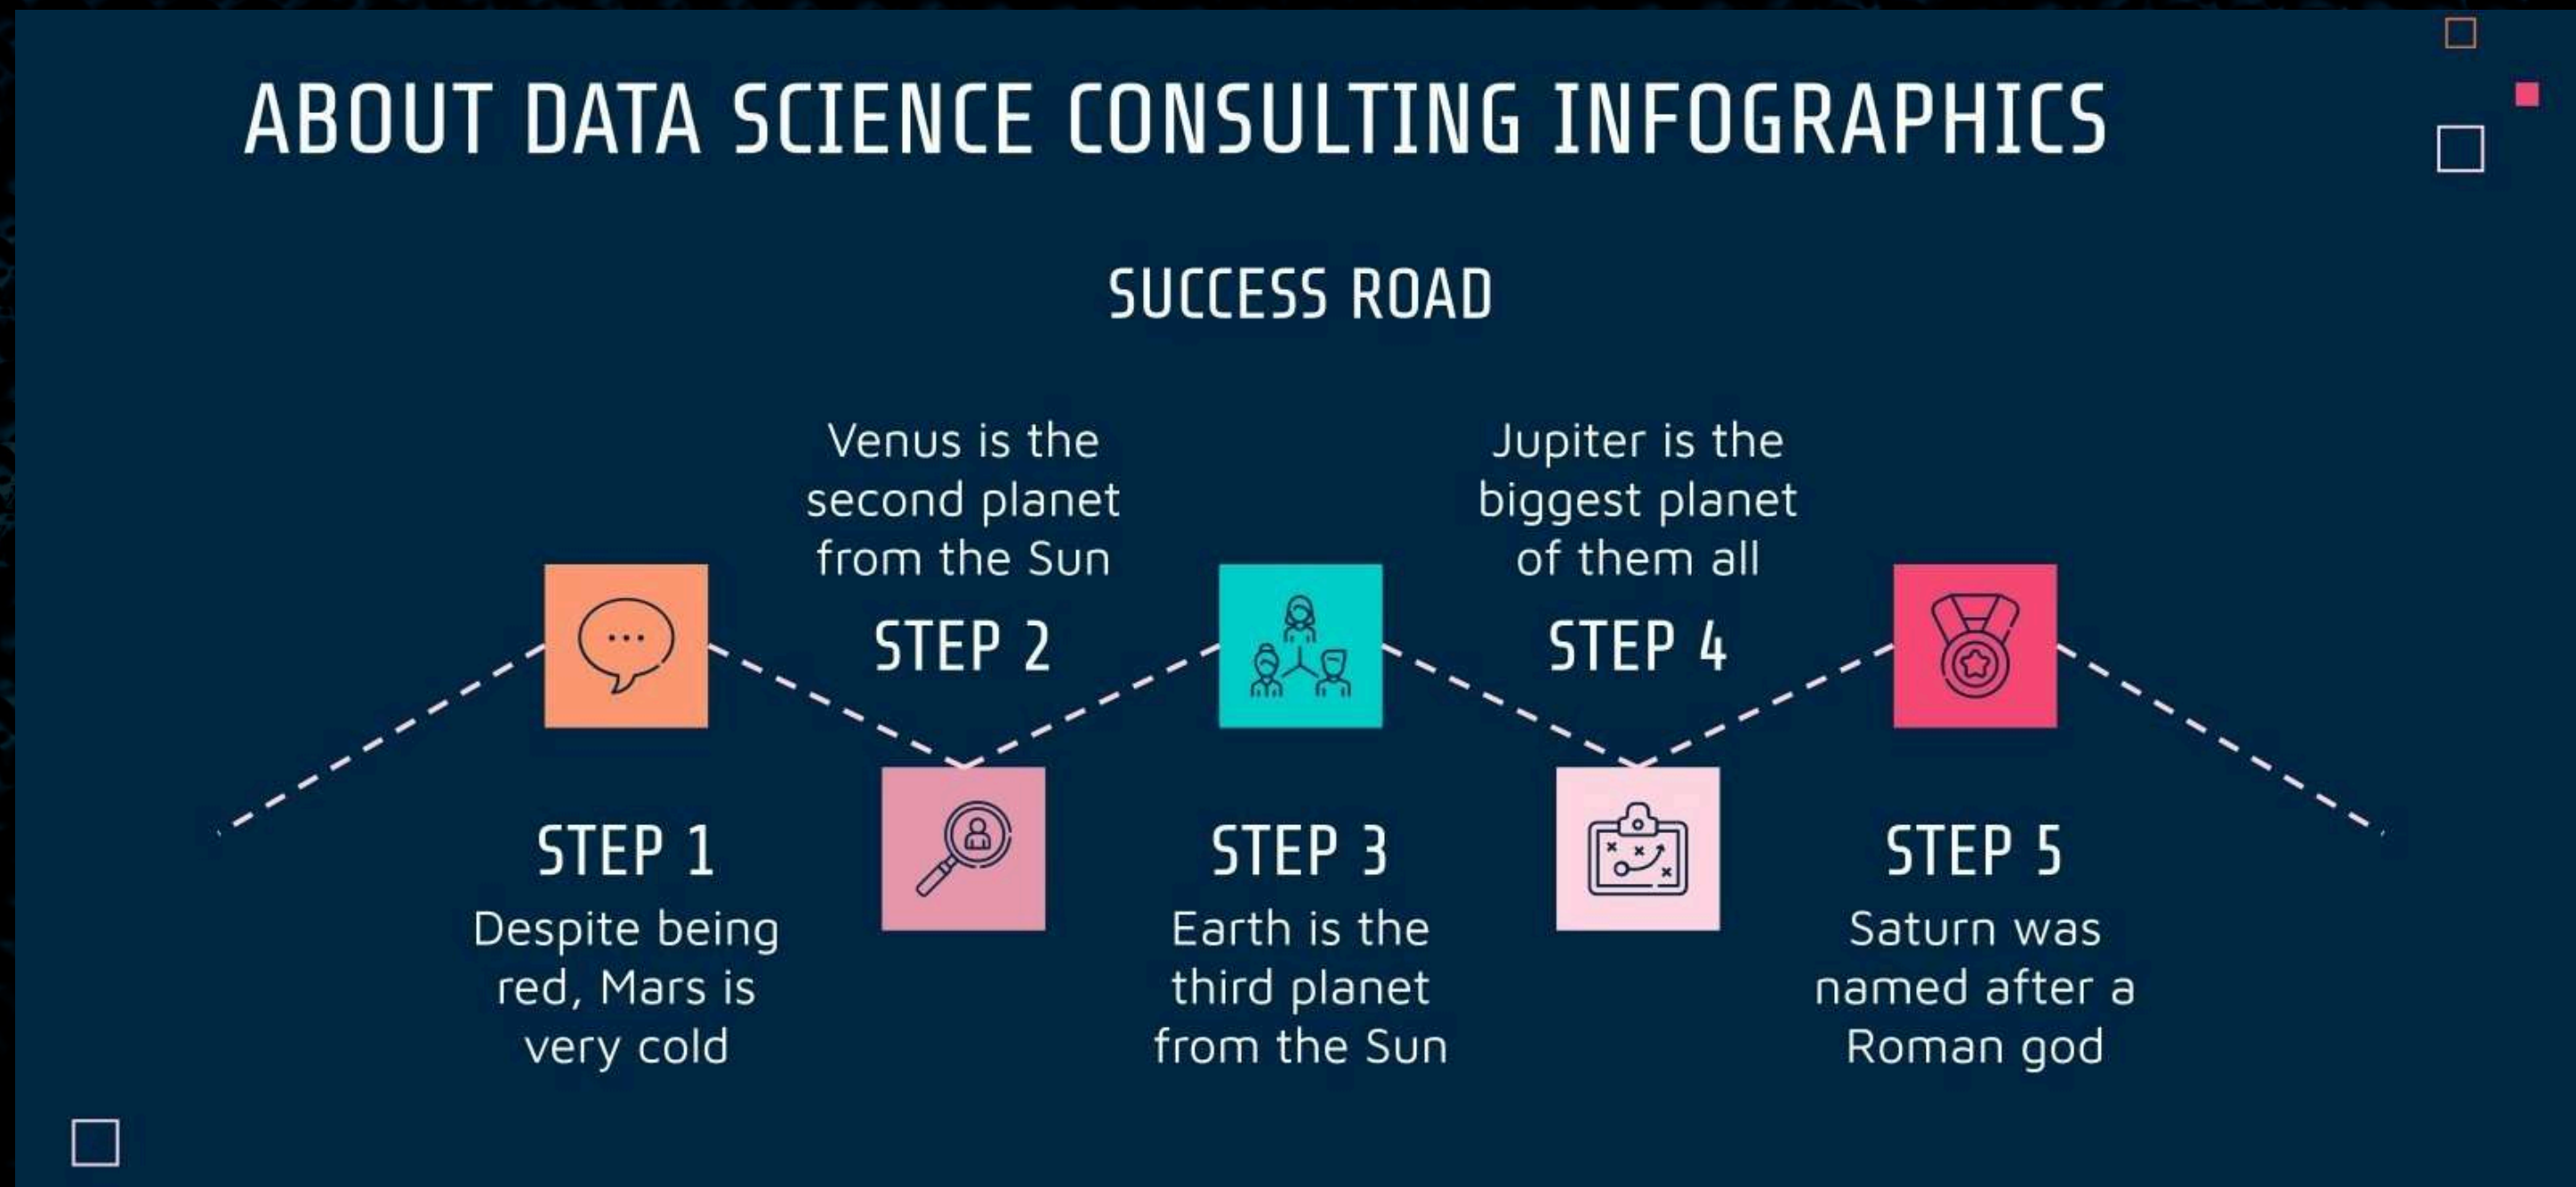 ABOUT DATA SCIENCE CONSULTING INFOGRAPHICS
SUCCESS ROAD
STEP 1
Despite being
red, Mars is
very cold
Venus is the
second planet
from the Sun
STEP 2
STEP 3
Earth is the
third planet
from the Sun
Jupiter is the
biggest planet
of them all
STEP 4
STEP 5
Saturn was
named after a
Roman god